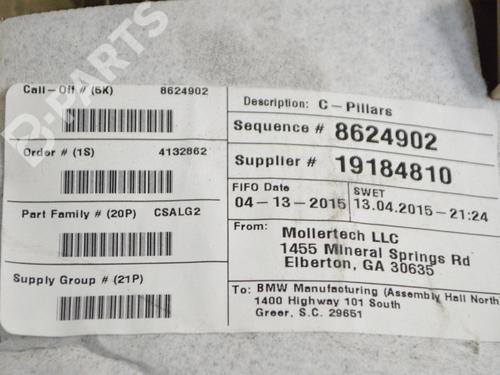 Call-Off # (6K) 8624902
Order # (1S) 4132862
Part Family # (20P) CSALG2
Supply Group # (21P)
Description: C-Pillars
Sequence # 8624902
Supplier # 19184810
FIFO Date
04-13-2015
SWET
13.04.2015-21:24
From: Mollertech LLC
1455 Mineral Springs Rd
Elberton, GA 30635
To: BMW Manufacturing (Assembly Hall North
1400 Highway 101 South
Greer, S.C. 29651
B-PARTS